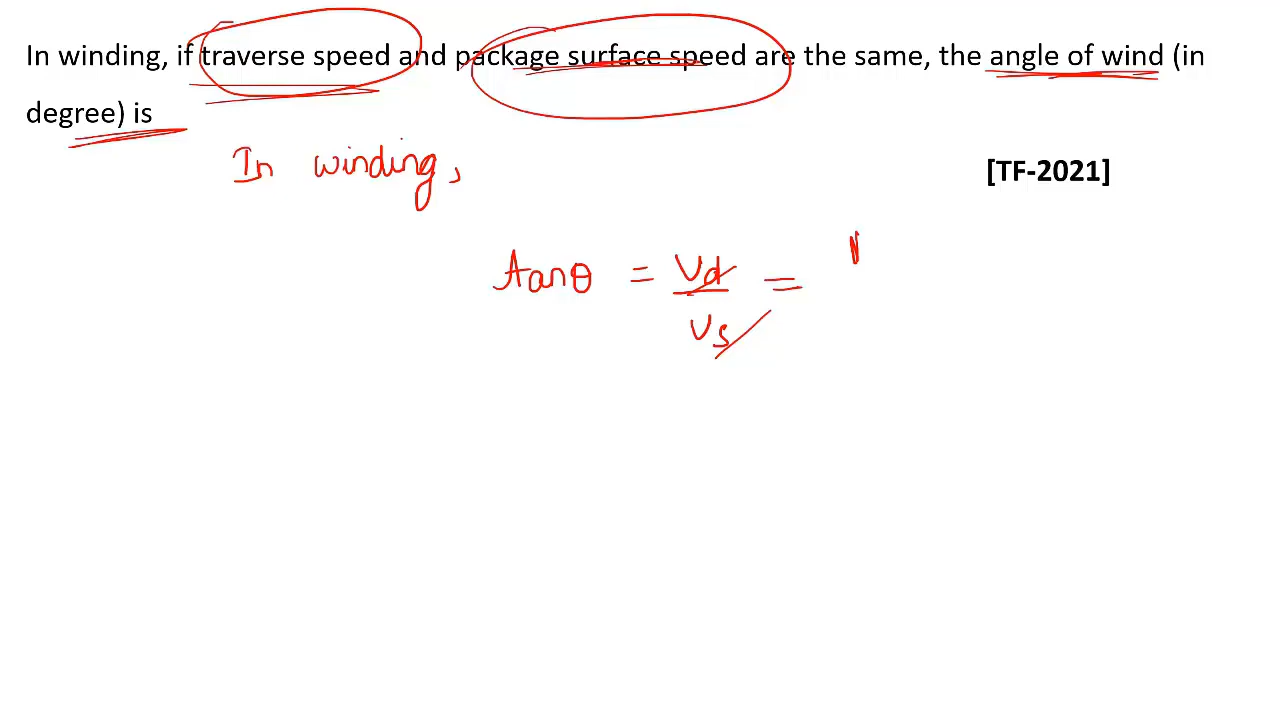 In winding, if traverse speed and package surface speed are the same, the angle of wind (in
degree) is
In winding,
[TF-2021]
tanθ = Vd/Vs =